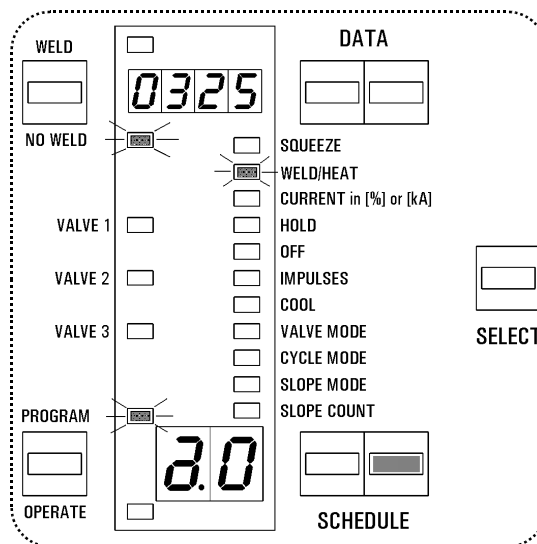 WELD
DATA
0325
NO WELD
SQUEEZE
WELD/HEAT
CURRENT in [%] or [kA]
VALVE 1
HOLD
OFF
VALVE 2
IMPULSES
COOL
VALVE 3
VALVE MODE
SELECT
CYCLE MODE
SLOPE MODE
PROGRAM
SLOPE COUNT
a.0
OPERATE
SCHEDULE